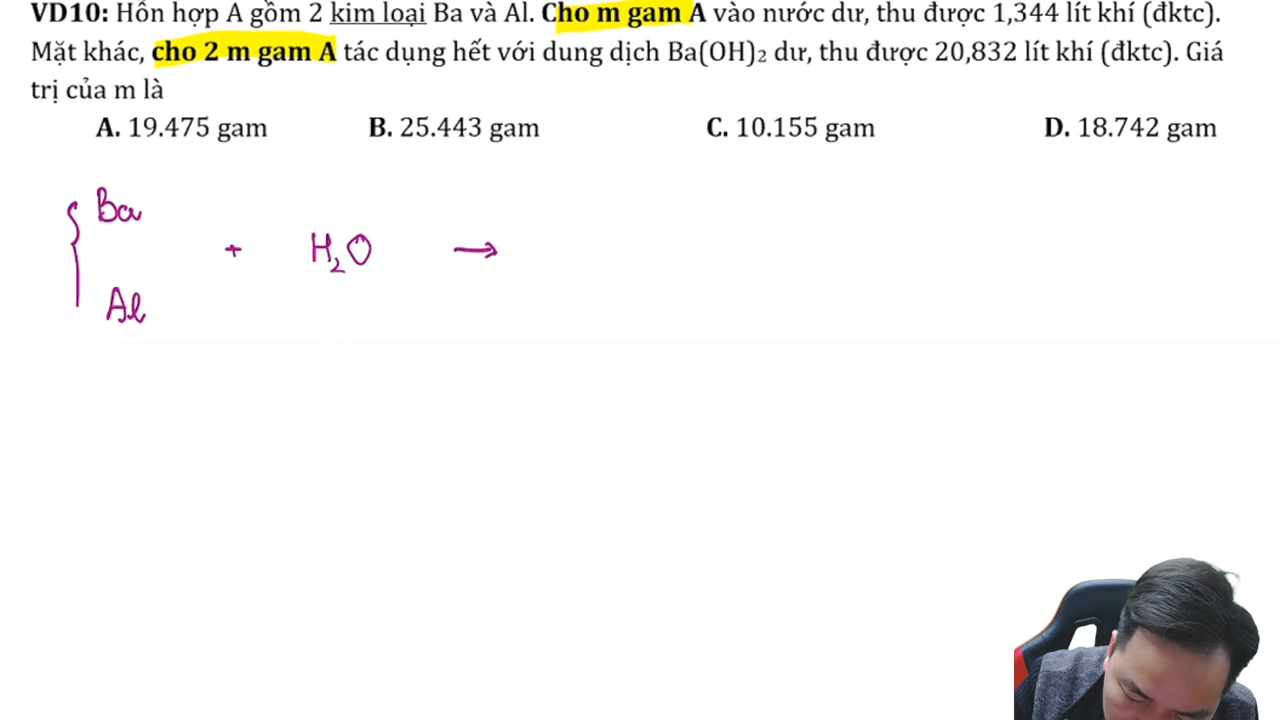 VD10: Hỗn hợp A gồm 2 kim loại Ba và Al. Cho m gam A vào nước dư, thu được 1,344 lít khí (đktc).
Mặt khác, cho 2 m gam A tác dụng hết với dung dịch Ba(OH)₂ dư, thu được 20,832 lít khí (đktc). Giá
trị của m là
A. 19.475 gam B. 25.443 gam C. 10.155 gam D. 18.742 gam
Ba
+ H₂O →
Al